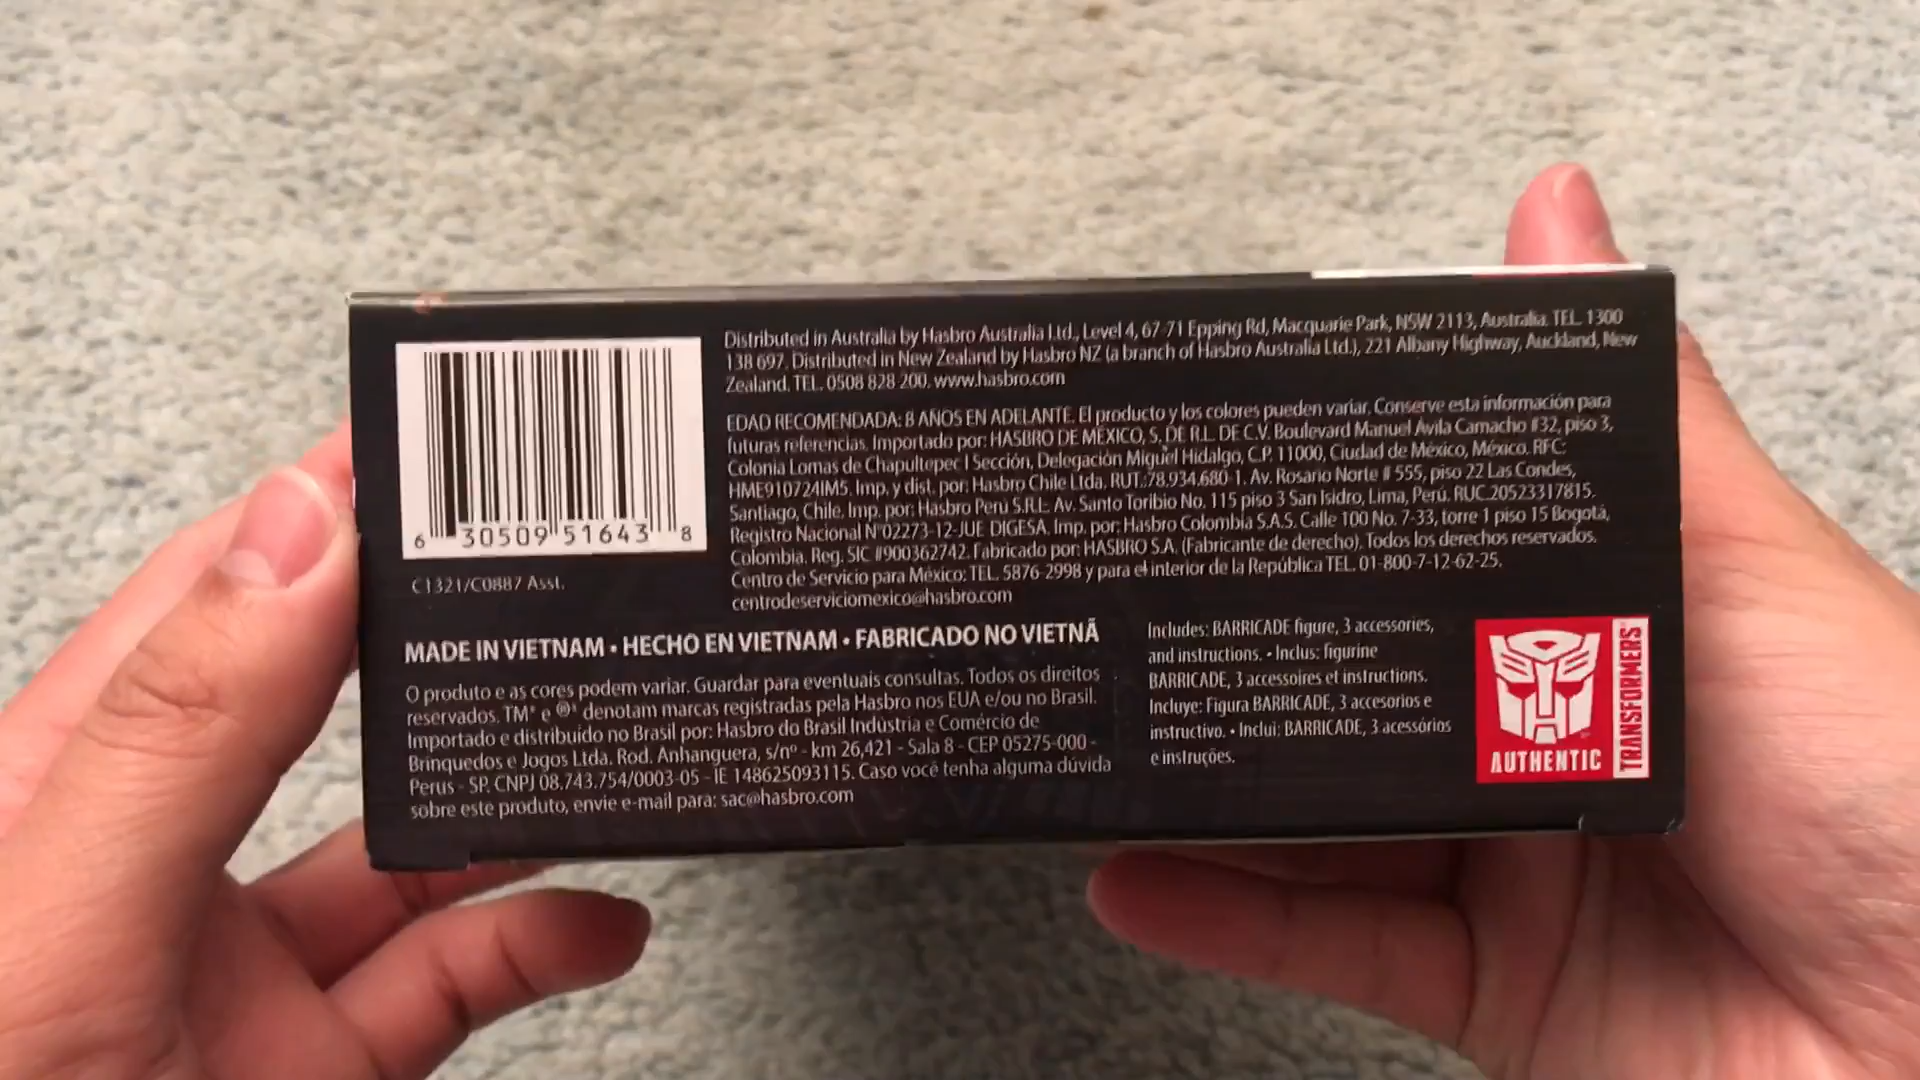 6 30509 51643 8
C1321/C0887 Asst.
Distributed in Australia by Hasbro Australia Ltd., Level 4, 67-71 Epping Rd, Macquarie Park, NSW 2113, Australia. TEL. 1300
138 697. Distributed in New Zealand by Hasbro NZ (a branch of Hasbro Australia Ltd.), 221 Albany Highway, Auckland, New
Zealand. TEL. 0508 828 200. www.hasbro.com
EDAD RECOMENDADA: 8 AÑOS EN ADELANTE. El producto y los colores pueden variar. Conserve esta información para
futuras referencias. Importado por: HASBRO DE MÉXICO, S. DE R.L. DE C.V. Boulevard Manuel Ávila Camacho #32, piso 3,
Colonia Lomas de Chapultepec I Sección, Delegación Miguel Hidalgo, C.P. 11000, Ciudad de México, México. RFC:
HME910724IM5. Imp. y dist. por: Hasbro Chile Ltda. RUT.:78.934.680-1. Av. Rosario Norte # 555, piso 22 Las Condes,
Santiago, Chile. Imp. por: Hasbro Perú S.R.L. Av. Santo Toribio No. 115 piso 3 San Isidro, Lima, Perú. RUC.20523317815.
Registro Nacional N°02273-12-JUE DIGESA. Imp. por: Hasbro Colombia S.A.S. Calle 100 No. 7-33, torre 1 piso 15 Bogotá,
Colombia. Reg. SIC #900362742. Fabricado por: HASBRO S.A. (Fabricante de derecho). Todos los derechos reservados.
Centro de Servicio para México: TEL. 5876-2998 y para el interior de la República TEL. 01-800-7-12-62-25.
centrodeserviciomexico@hasbro.com
MADE IN VIETNAM • HECHO EN VIETNAM • FABRICADO NO VIETNÃ
O produto e as cores podem variar. Guardar para eventuais consultas. Todos os direitos
reservados. TM* e ®* denotam marcas registradas pela Hasbro nos EUA e/ou no Brasil.
Importado e distribuído no Brasil por: Hasbro do Brasil Indústria e Comércio de
Brinquedos e Jogos Ltda. Rod. Anhanguera, s/nº - km 26,421 - Sala 8 - CEP 05275-000 -
Perus - SP. CNPJ 08.743.754/0003-05 - IE 148625093115. Caso você tenha alguma dúvida
sobre este produto, envie e-mail para: sac@hasbro.com
Includes: BARRICADE figure, 3 accessories,
and instructions. • Inclus: figurine
BARRICADE, 3 accessoires et instructions.
Incluye: Figura BARRICADE, 3 accesorios e
instructivo. • Inclui: BARRICADE, 3 acessórios
e instruções.
AUTHENTIC
TRANSFORMERS